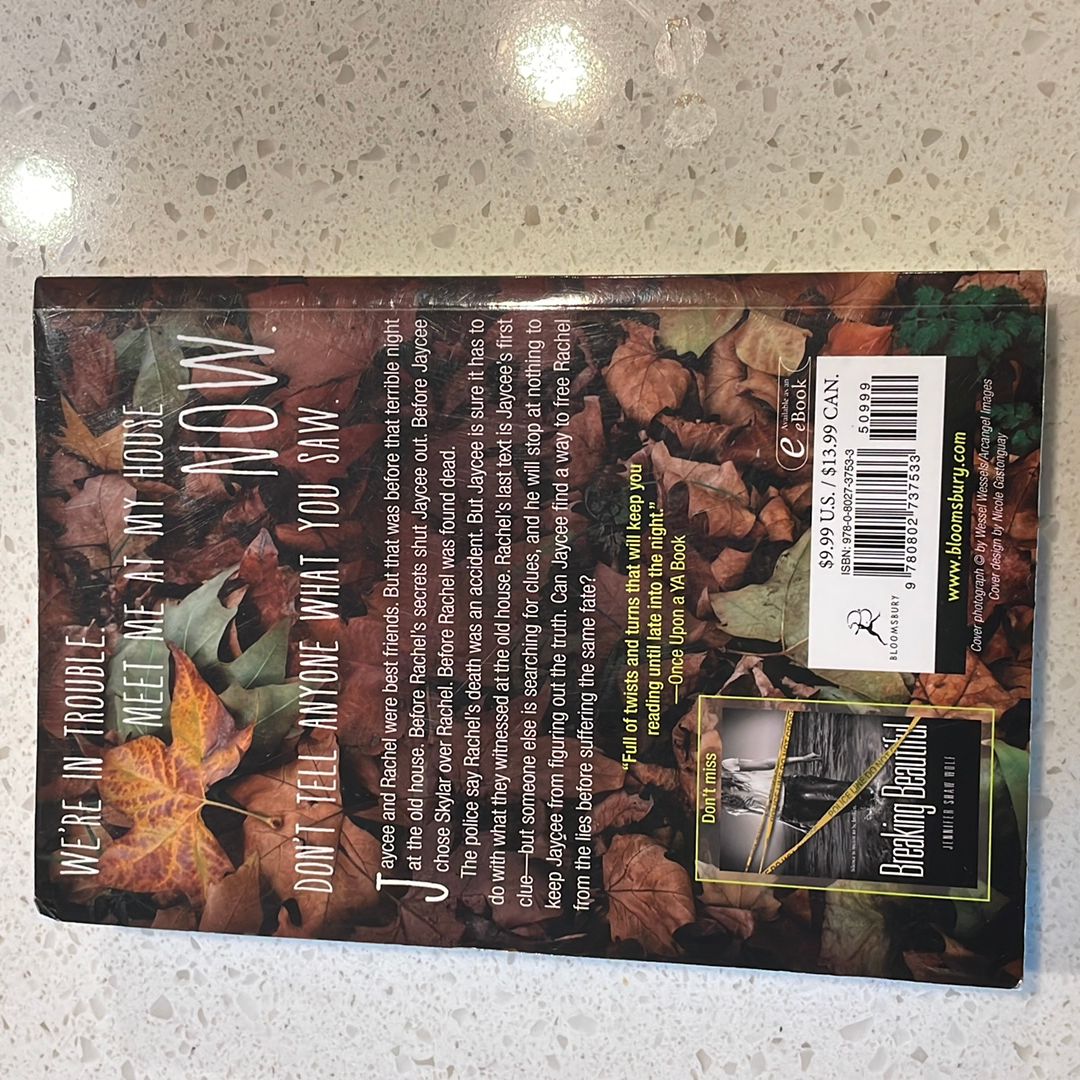 WE'RE IN TROUBLE.
MEET ME AT MY HOUSE
NOW.
DON'T TELL ANYONE WHAT YOU SAW.
Jaycee and Rachel were best friends. But that was before that terrible night
at the old house. Before Rachel's secrets shut Jaycee out. Before Jaycee
chose Skylar over Rachel. Before Rachel was found dead.
The police say Rachel's death was an accident. But Jaycee is sure it has to
do with what they witnessed at the old house. Rachel's last text is Jaycee's first
clue—but someone else is searching for clues, and he will stop at nothing to
keep Jaycee from figuring out the truth. Can Jaycee find a way to free Rachel
from the lies before suffering the same fate?
"Full of twists and turns that will keep you
reading until late into the night."
—Once Upon a YA Book
Don't miss
POLICE LINE DO NOT
Breaking Beautiful
JENNIFER SHAW WOLF
e Available as an
eBook
$9.99 U.S. / $13.99 CAN.
ISBN: 978-0-8027-3753-3
50999
9 780802 737533
BLOOMSBURY
www.bloomsbury.com
Cover photograph © by Wessel Wessels/Arcangel Images
Cover design by Nicole Gastonguay